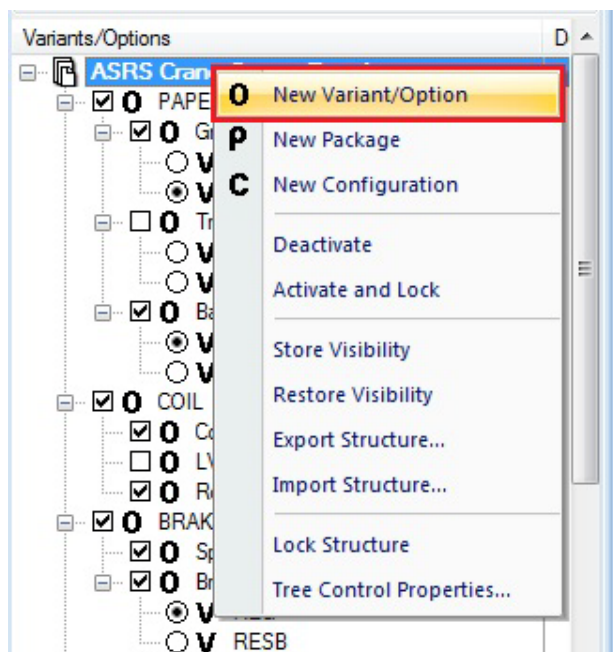 Variants/Options D
ASRS
O PAPE
O New Variant/Option
O
V
ρ New Package
V
C New Configuration
O
V
Deactivate
V
Activate and Lock
O
V
Store Visibility
V
Restore Visibility
O COIL
O
Export Structure...
O
Import Structure...
O
O BRAK
Lock Structure
O
O
Tree Control Properties...
V
V RESB